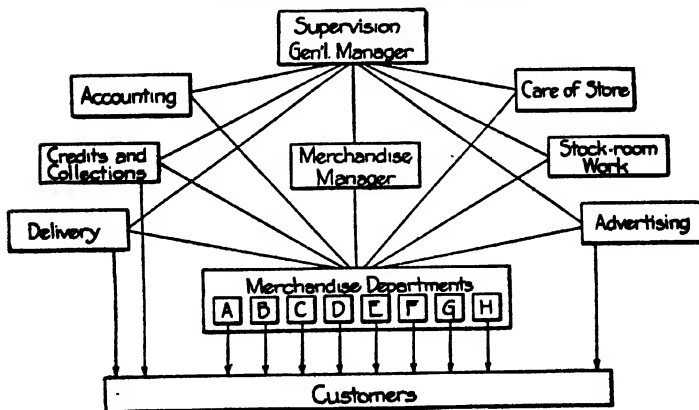 Supervision
Gen'l. Manager
Accounting
Care of Store
Credits and
Collections
Merchandise
Manager
Stock-room
Work
Delivery
Advertising
Merchandise Departments
A B C D E F G H
Customers